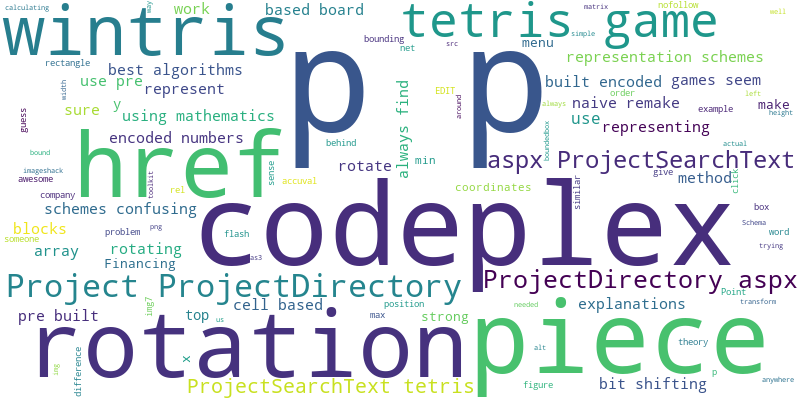 calculating
way
work
based board
tetris game
matrix
nofollow
well
wintris
bounding
net
src
menu
simple
representation schemes
rectangle
best algorithms
p p
use pre
represent
width
built encoded
games seem
EDIT
order
left
sure
y
using mathematics
always find
around
always
naive remake
example
make
height
guess
encoded numbers
behind
use
representing
href
bound
rotate
min
aspx ProjectSearchText
boundedbox
actual
imageshack
awesome
toolkit
sense
accuval
coordinates
give
method
click
company
rel
schemes confusing
codeplex
similar
box
Schema
blocks
someone
problem
png
flash
word
array
rotating
as3
trying
Financing
Project ProjectDirectory
ProjectDirectory aspx
Point
transform
img7
cell based
position
needed
explanations
pre built
top
us
max
strong
rotation
piece
theory
difference
x
img
alt
p
ProjectSearchText tetris
figure
bit shifting
anywhere